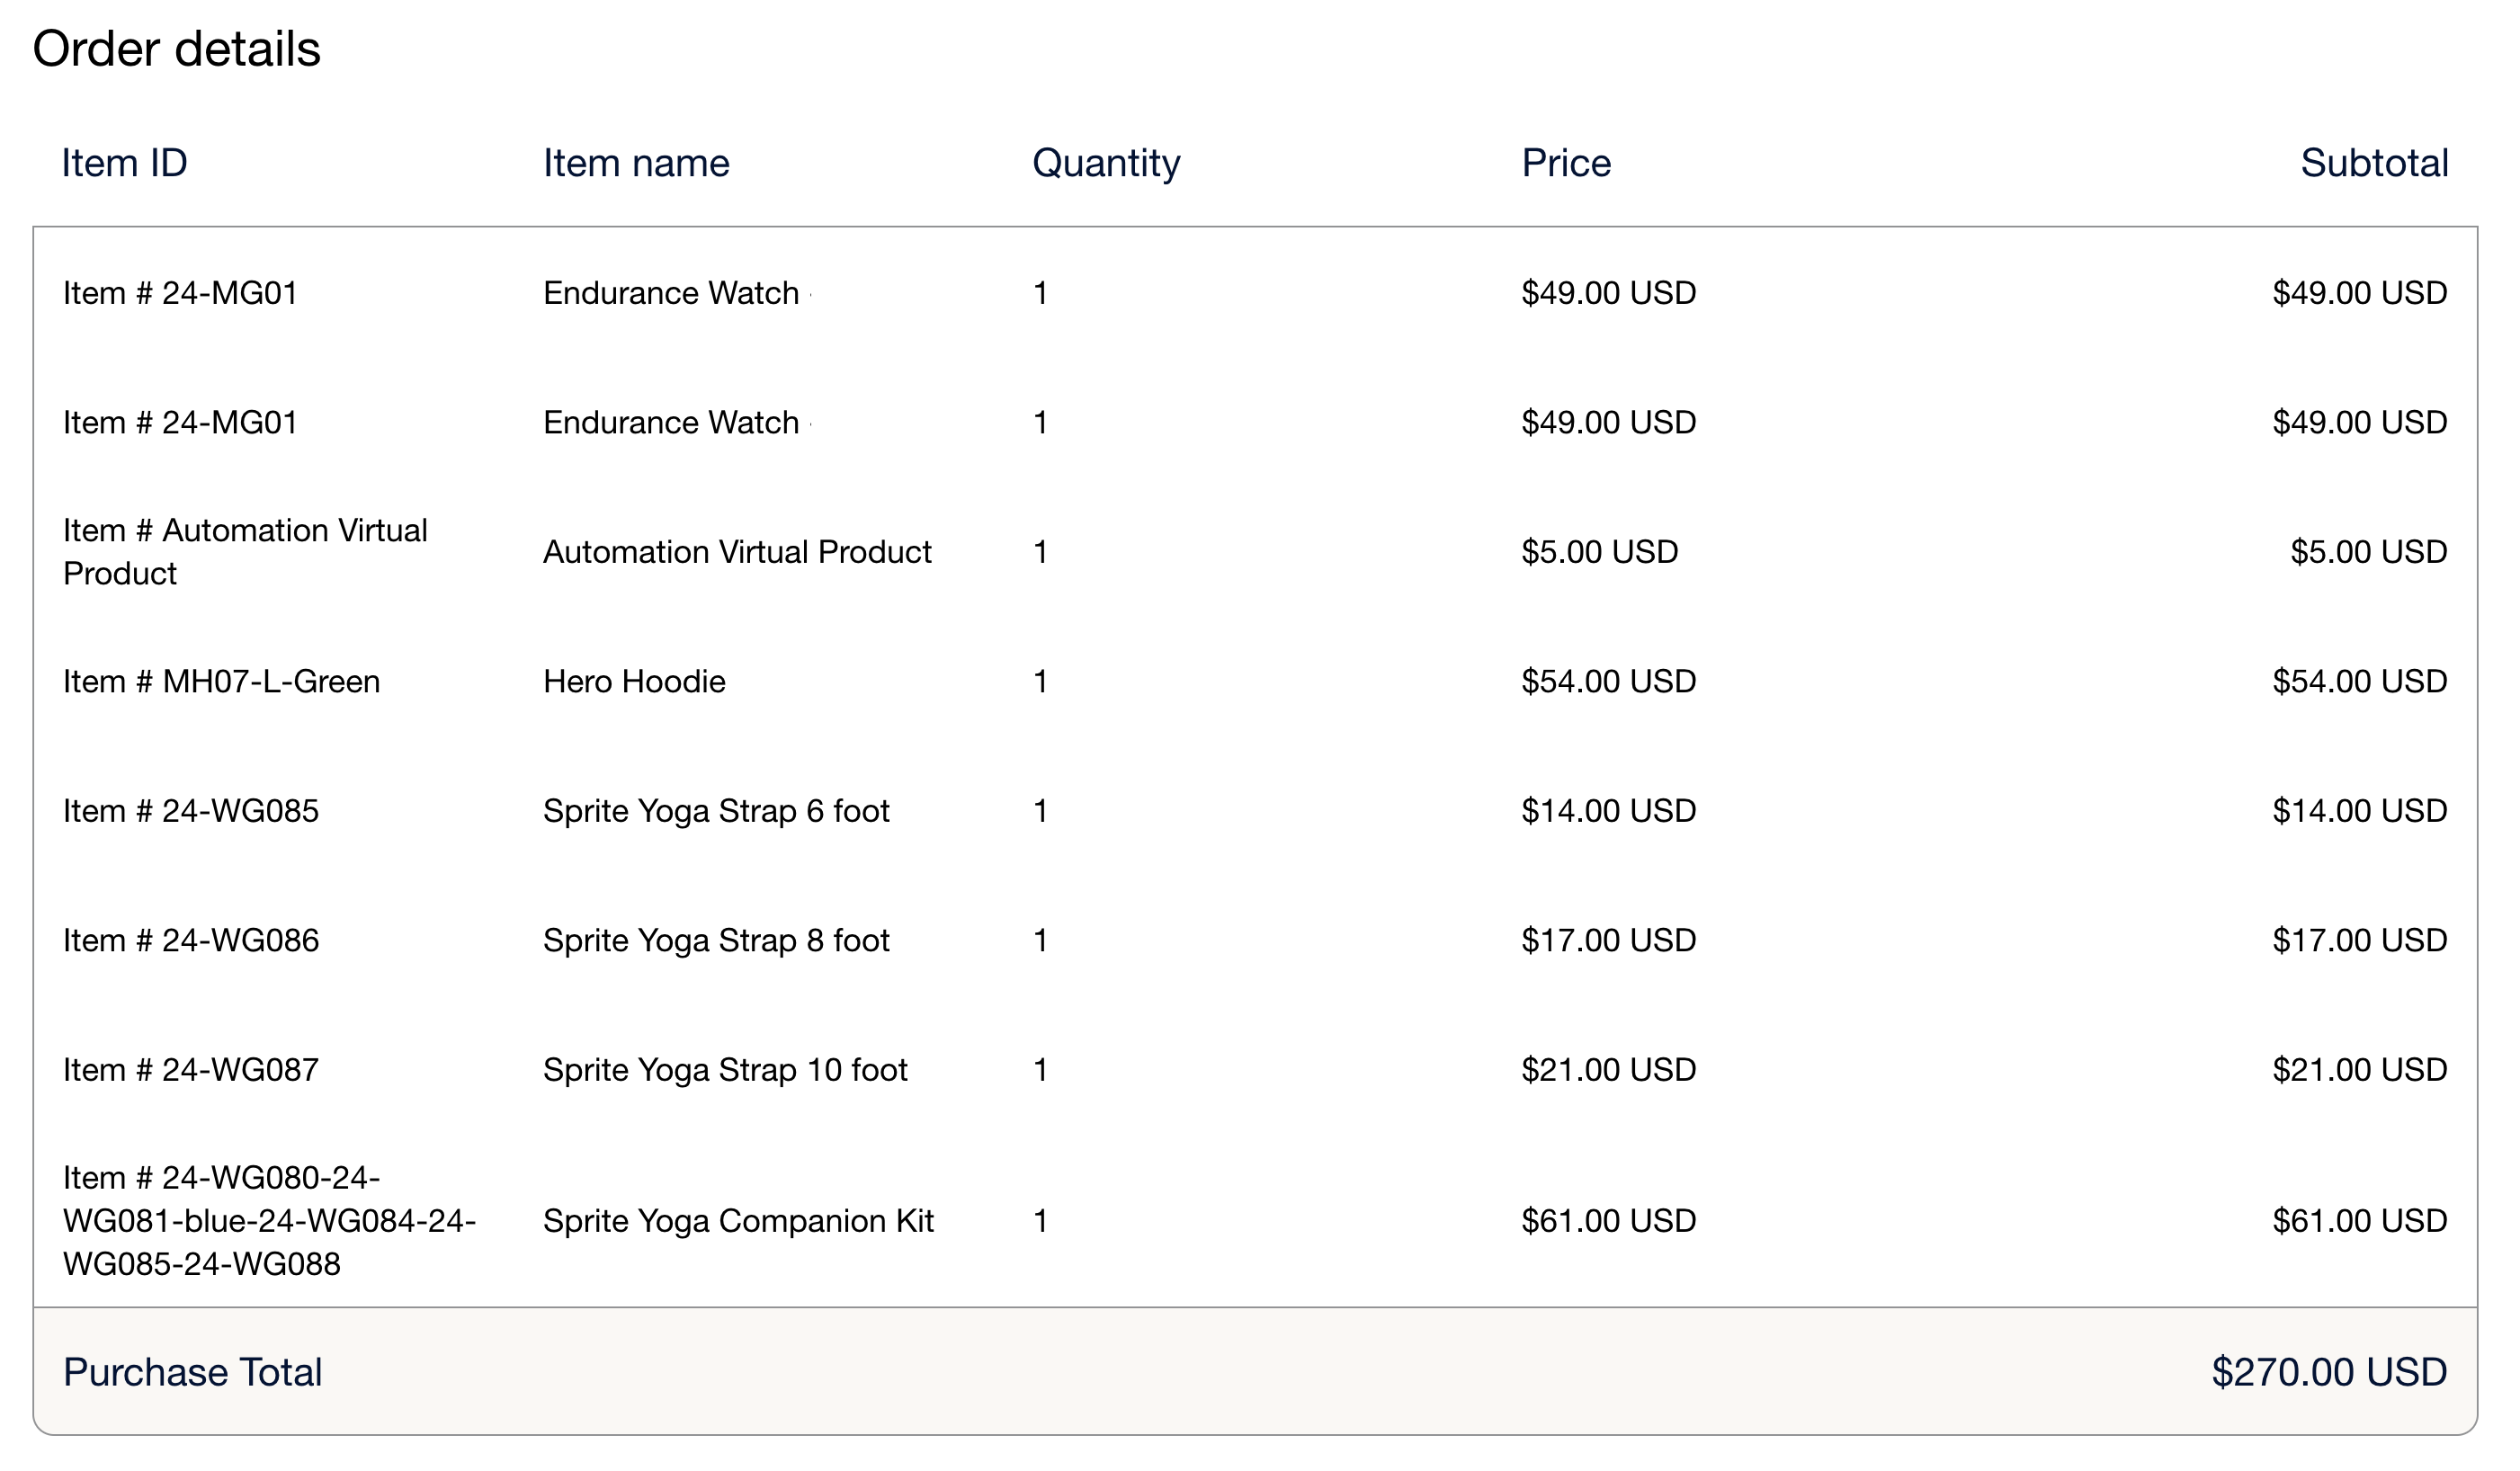 Order details
Item ID Item name Quantity Price Subtotal
Item # 24-MG01 Endurance Watch 1 $49.00 USD $49.00 USD
Item # 24-MG01 Endurance Watch 1 $49.00 USD $49.00 USD
Item # Automation Virtual
Product
Automation Virtual Product 1 $5.00 USD $5.00 USD
Item # MH07-L-Green Hero Hoodie 1 $54.00 USD $54.00 USD
Item # 24-WG085 Sprite Yoga Strap 6 foot 1 $14.00 USD $14.00 USD
Item # 24-WG086 Sprite Yoga Strap 8 foot 1 $17.00 USD $17.00 USD
Item # 24-WG087 Sprite Yoga Strap 10 foot 1 $21.00 USD $21.00 USD
Item # 24-WG080-24-
WG081-blue-24-WG084-24-
WG085-24-WG088
Sprite Yoga Companion Kit 1 $61.00 USD $61.00 USD
Purchase Total $270.00 USD